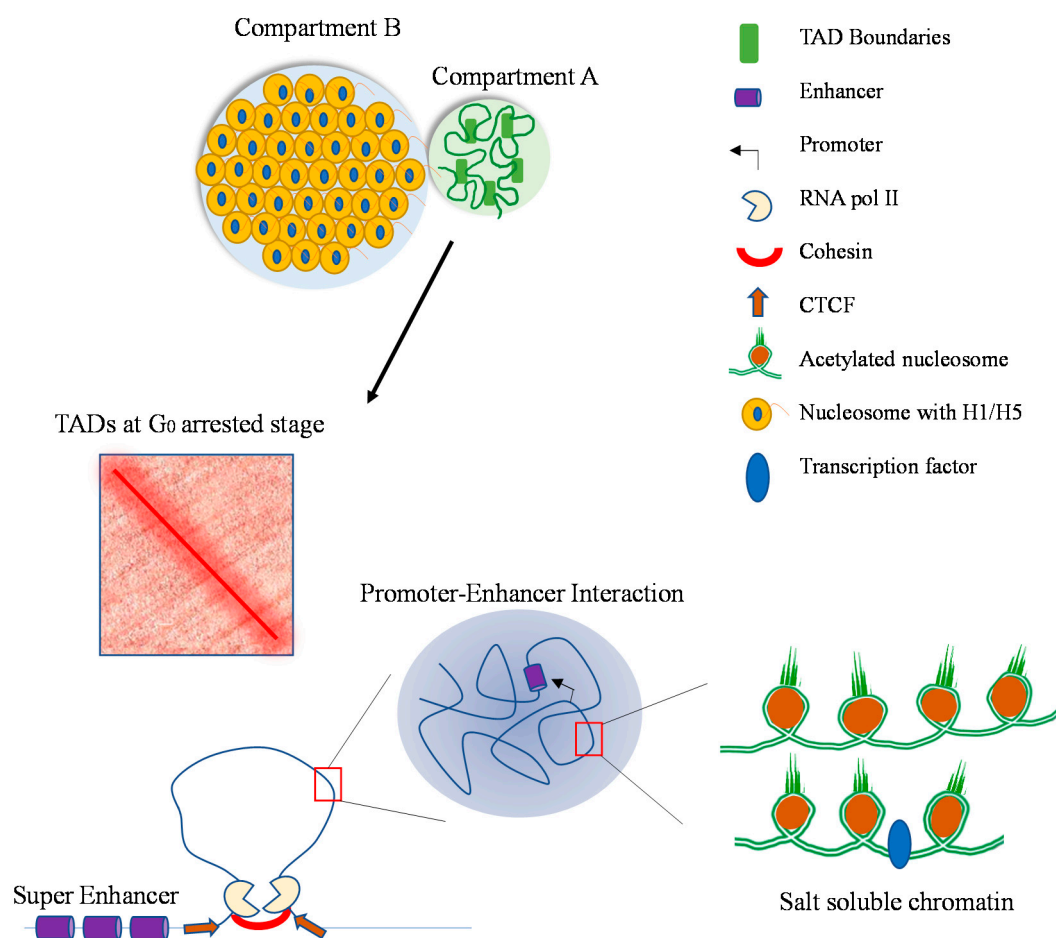 Compartment B
Compartment A
TAD Boundaries
Enhancer
Promoter
RNA pol II
Cohesin
CTCF
Acetylated nucleosome
Nucleosome with H1/H5
Transcription factor
TADs at G0 arrested stage
Promoter-Enhancer Interaction
Super Enhancer
Salt soluble chromatin